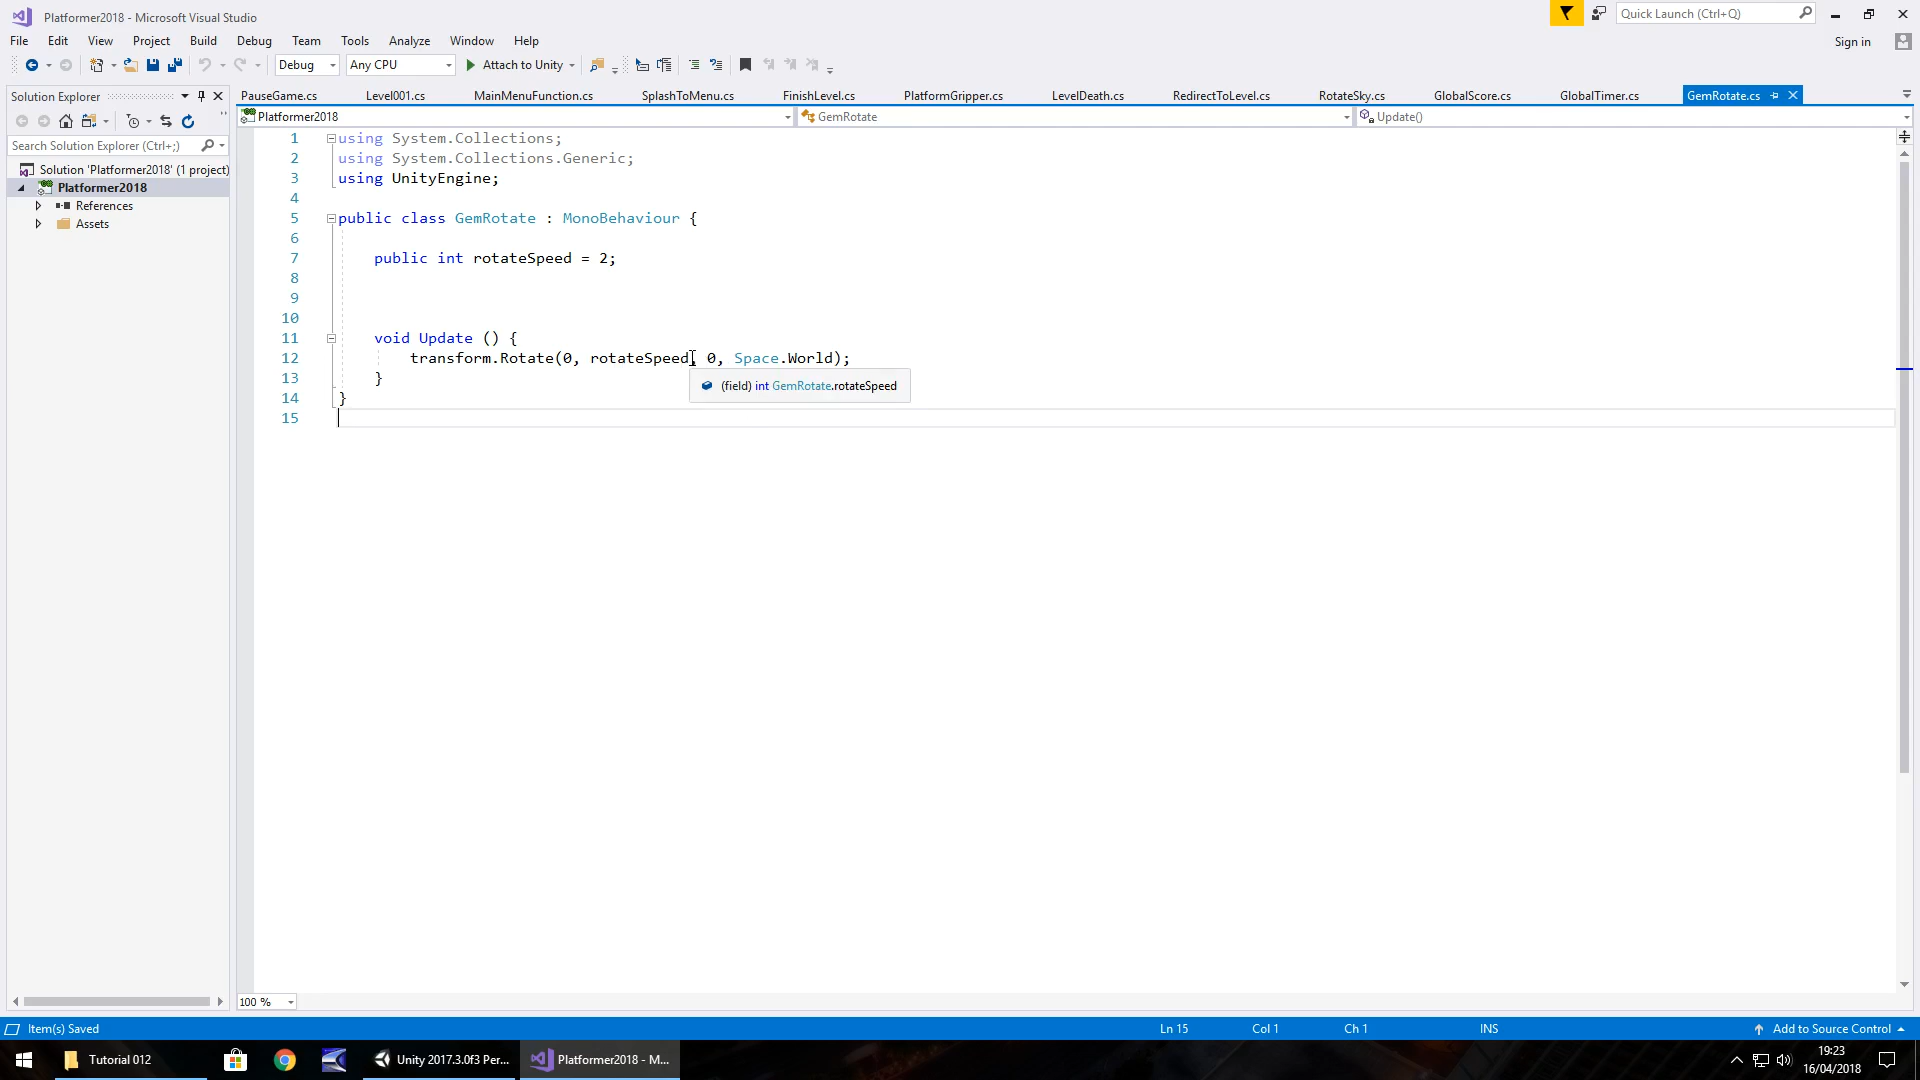 Platformer2018 - Microsoft Visual Studio
Quick Launch (Ctrl+Q)
File Edit View Project Build Debug Team Tools Analyze Window Help
Sign in
Debug Any CPU Attach to Unity
Solution Explorer
PauseGame.cs Level001.cs MainMenuFunction.cs SplashToMenu.cs FinishLevel.cs PlatformGripper.cs LevelDeath.cs RedirectToLevel.cs RotateSky.cs GlobalScore.cs GlobalTimer.cs GemRotate.cs
Platformer2018 GemRotate Update()
Search Solution Explorer (Ctrl+;)
Solution 'Platformer2018' (1 project)
Platformer2018
References
Assets
1 using System.Collections;
2 using System.Collections.Generic;
3 using UnityEngine;
4
5 public class GemRotate : MonoBehaviour {
6
7 public int rotateSpeed = 2;
8
9
10
11 void Update () {
12 transform.Rotate(0, rotateSpeed, 0, Space.World);
13 }
14 }
15
(field) int GemRotate.rotateSpeed
100 %
Item(s) Saved
Ln 15 Col 1 Ch 1 INS
Add to Source Control
Tutorial 012
Unity 2017.3.0f3 Per...
Platformer2018 - M...
19:23
16/04/2018